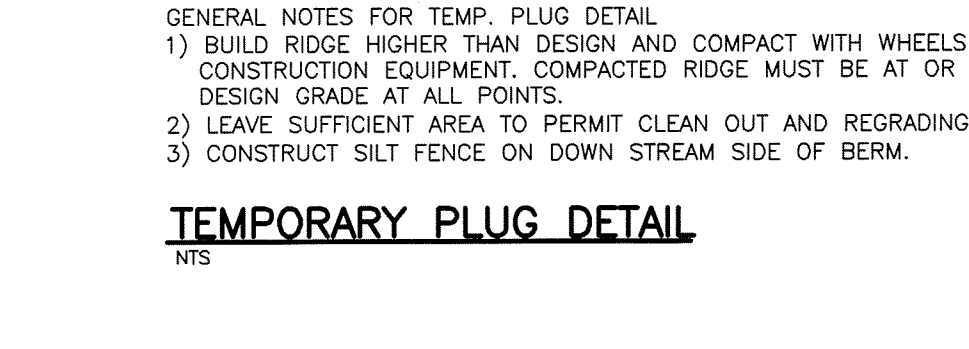 GENERAL NOTES FOR TEMP. PLUG DETAIL
1) BUILD RIDGE HIGHER THAN DESIGN AND COMPACT WITH WHEELS
CONSTRUCTION EQUIPMENT. COMPACTED RIDGE MUST BE AT OR
DESIGN GRADE AT ALL POINTS.
2) LEAVE SUFFICIENT AREA TO PERMIT CLEAN OUT AND REGRADING
3) CONSTRUCT SILT FENCE ON DOWN STREAM SIDE OF BERM.
TEMPORARY PLUG DETAIL
NTS